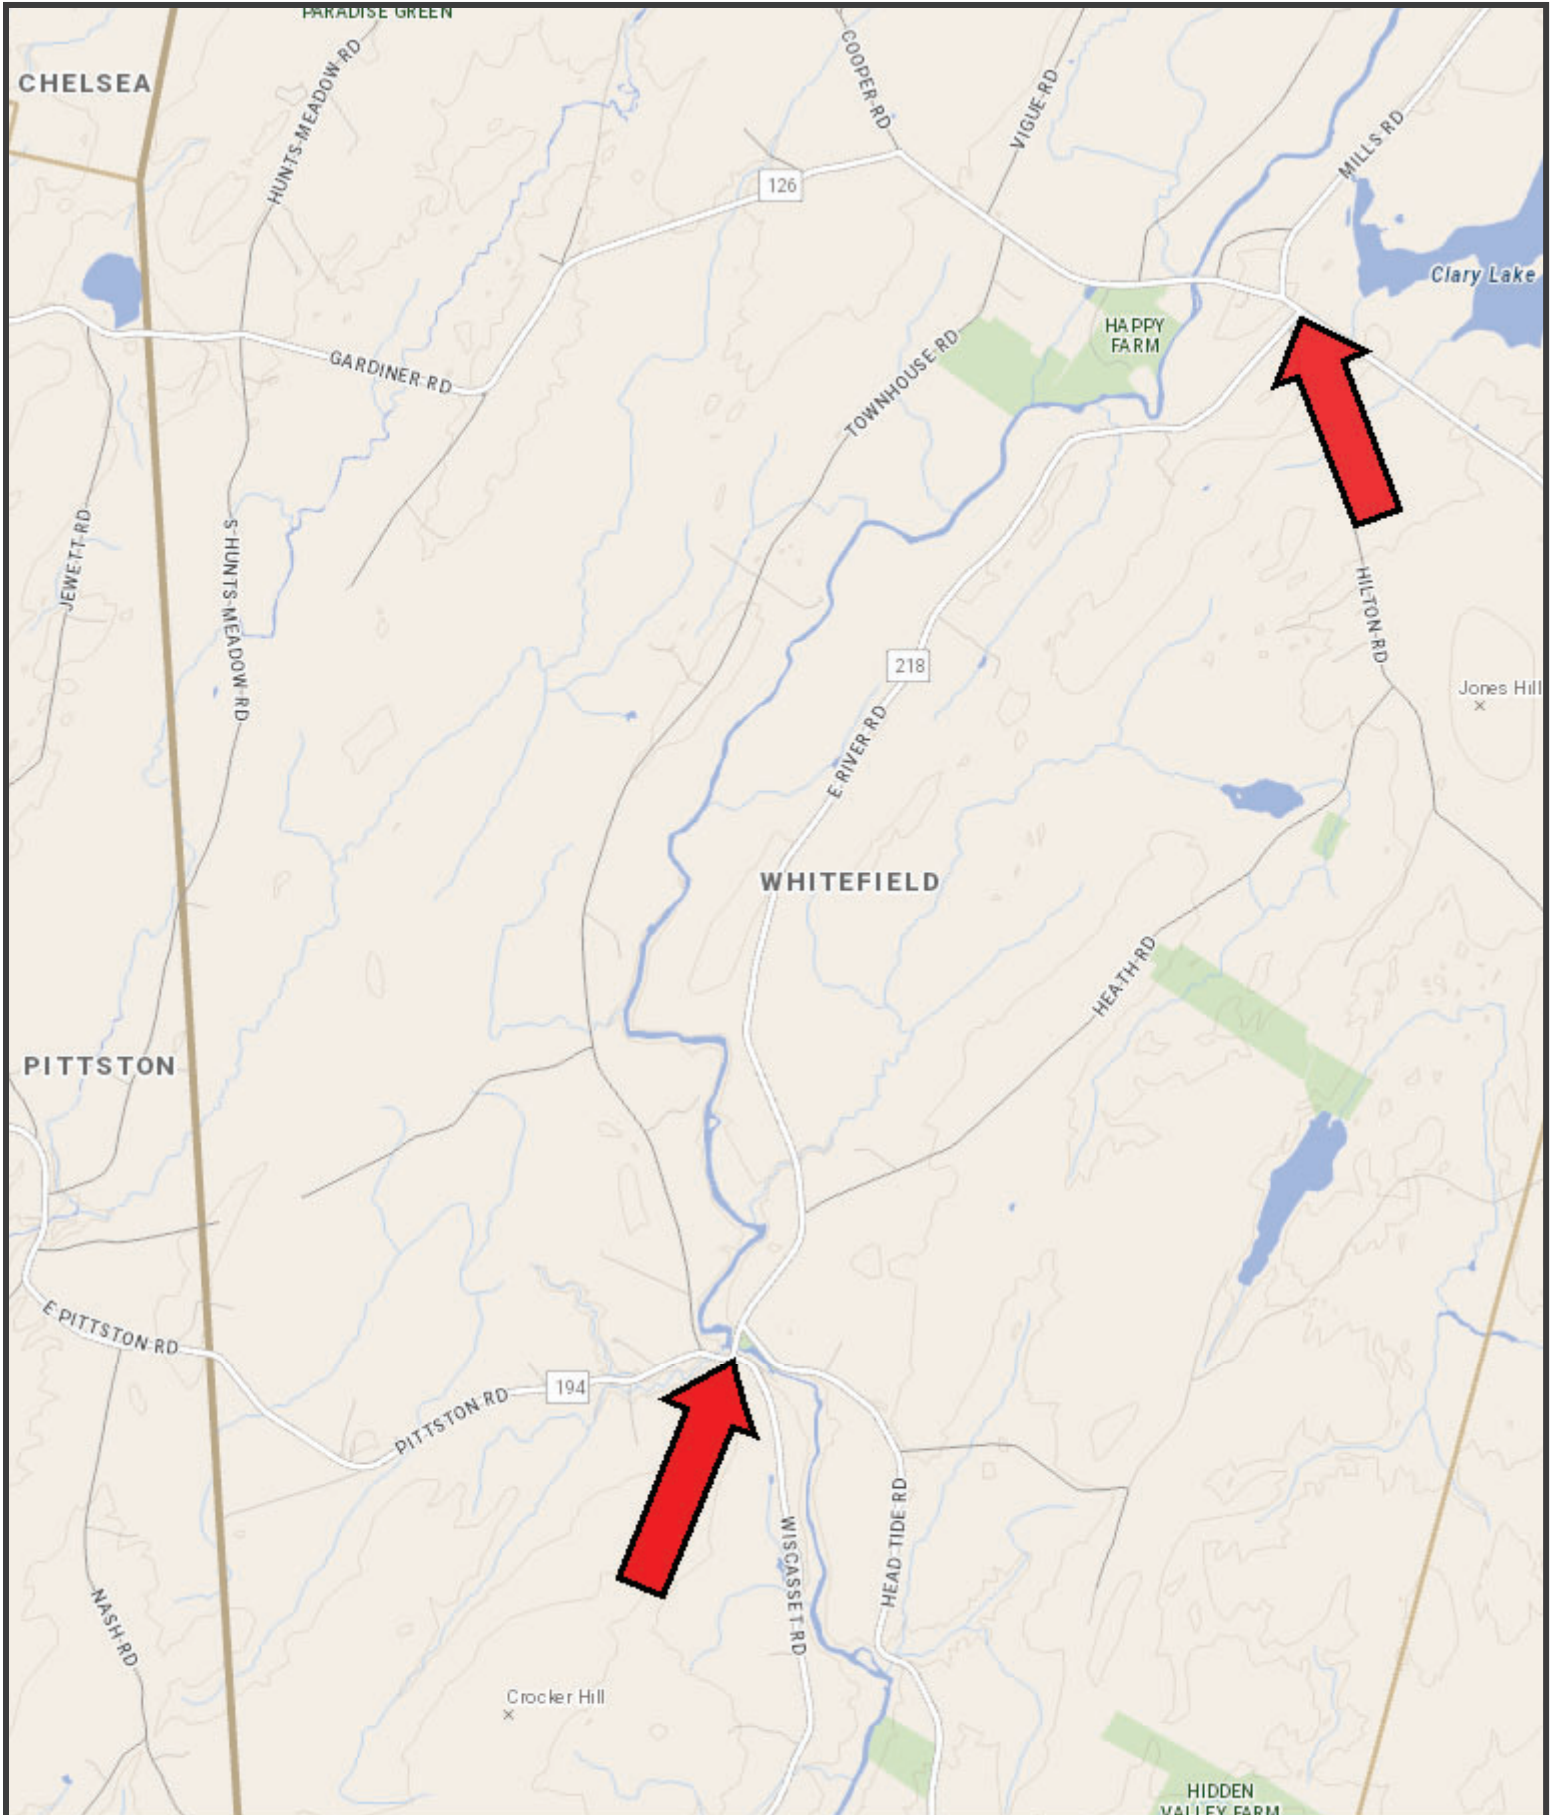 PARADISE GREEN
CHELSEA
HUNTS-MEADOW-RD
COOPER-RD
VIGUE-RD
MILLS RD
126
Clary Lake
HAPPY
FARM
GARDINER-RD
TOWNHOUSE-RD
JEWETT-RD
S-HUNTS-MEADOW-RD
HILTON-RD
218
Jones Hill
E-RIVER-RD
WHITEFIELD
HEATH-RD
PITTSTON
E-PITTSTON-RD
194
PITTSTON RD
WISCASSET-RD
HEAD-TIDE-RD
NASH-RD
Crocker Hill
HIDDEN
VALLEY FARM